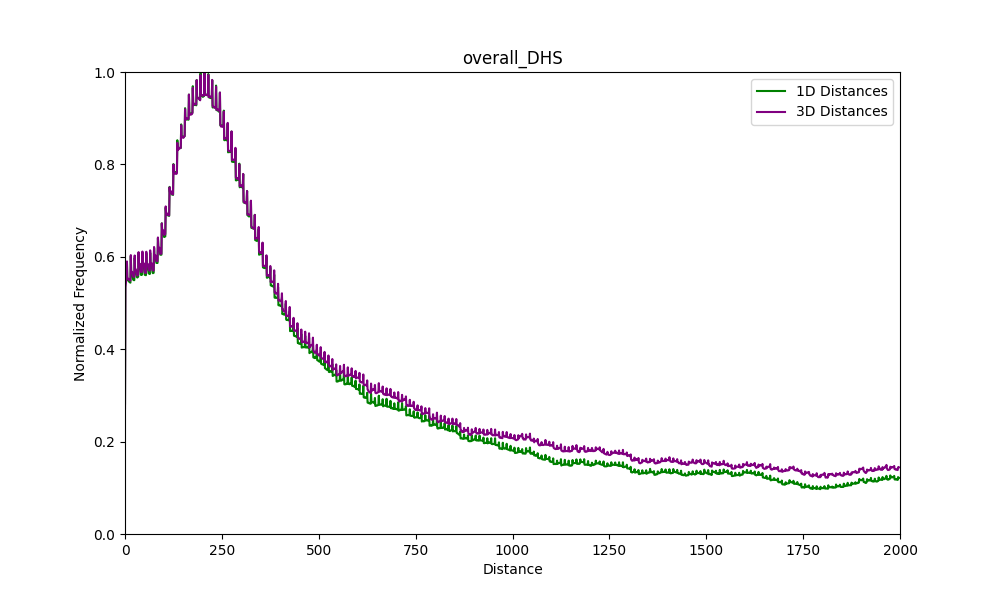 overall_DHS
1D Distances
3D Distances
Normalized Frequency
1.0
0.8
0.6
0.4
0.2
0.0
0 250 500 750 1000 1250 1500 1750 2000
Distance